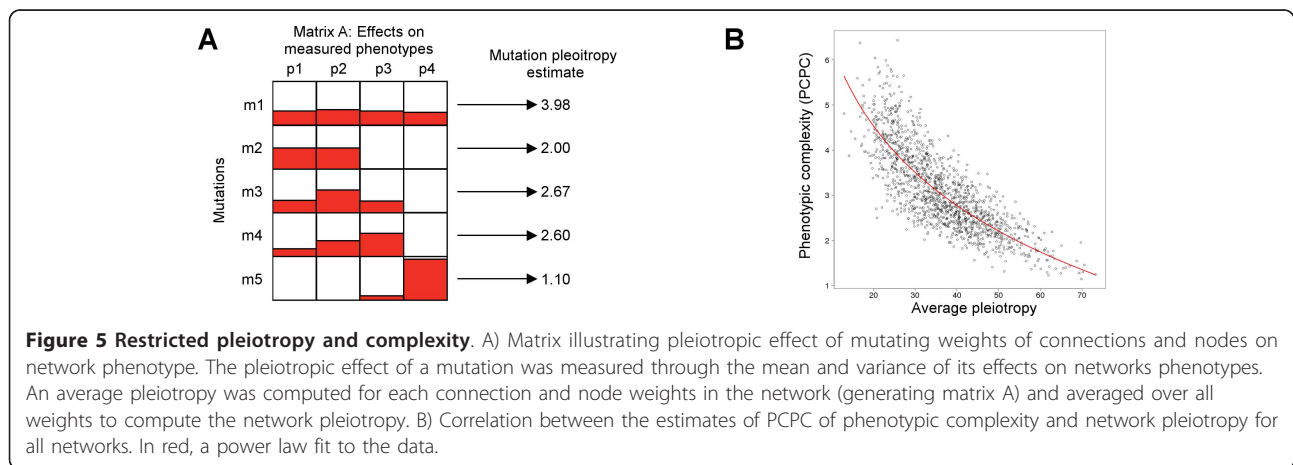 A
Matrix A: Effects on
measured phenotypes
p1 p2 p3 p4
Mutation pleoitropy
estimate
Mutations
m1 3.98
m2 2.00
m3 2.67
m4 2.60
m5 1.10
B
Phenotypic complexity (PCPC)
6
5
4
3
2
1
20 30 40 50 60 70
Average pleiotropy
Figure 5 Restricted pleiotropy and complexity. A) Matrix illustrating pleiotropic effect of mutating weights of connections and nodes on
network phenotype. The pleiotropic effect of a mutation was measured through the mean and variance of its effects on networks phenotypes.
An average pleiotropy was computed for each connection and node weights in the network (generating matrix A) and averaged over all
weights to compute the network pleiotropy. B) Correlation between the estimates of PCPC of phenotypic complexity and network pleiotropy for
all networks. In red, a power law fit to the data.